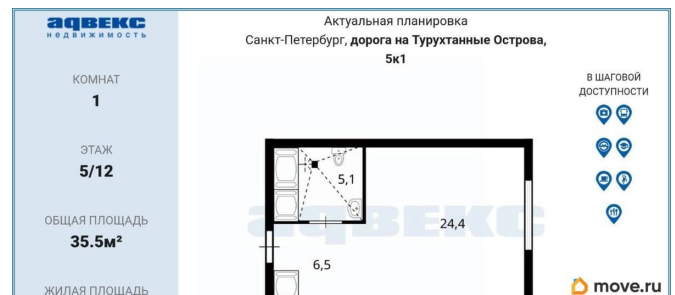 адвекс
недвижимость
КОМНАТ
1
ЭТАЖ
5/12
ОБЩАЯ ПЛОЩАДЬ
35.5м²
ЖИЛАЯ ПЛОЩАДЬ
Актуальная планировка
Санкт-Петербург, дорога на Турухтанные Острова,
5к1
В ШАГОВОЙ
ДОСТУПНОСТИ
5,1
адвекс
24,4
6,5
move.ru